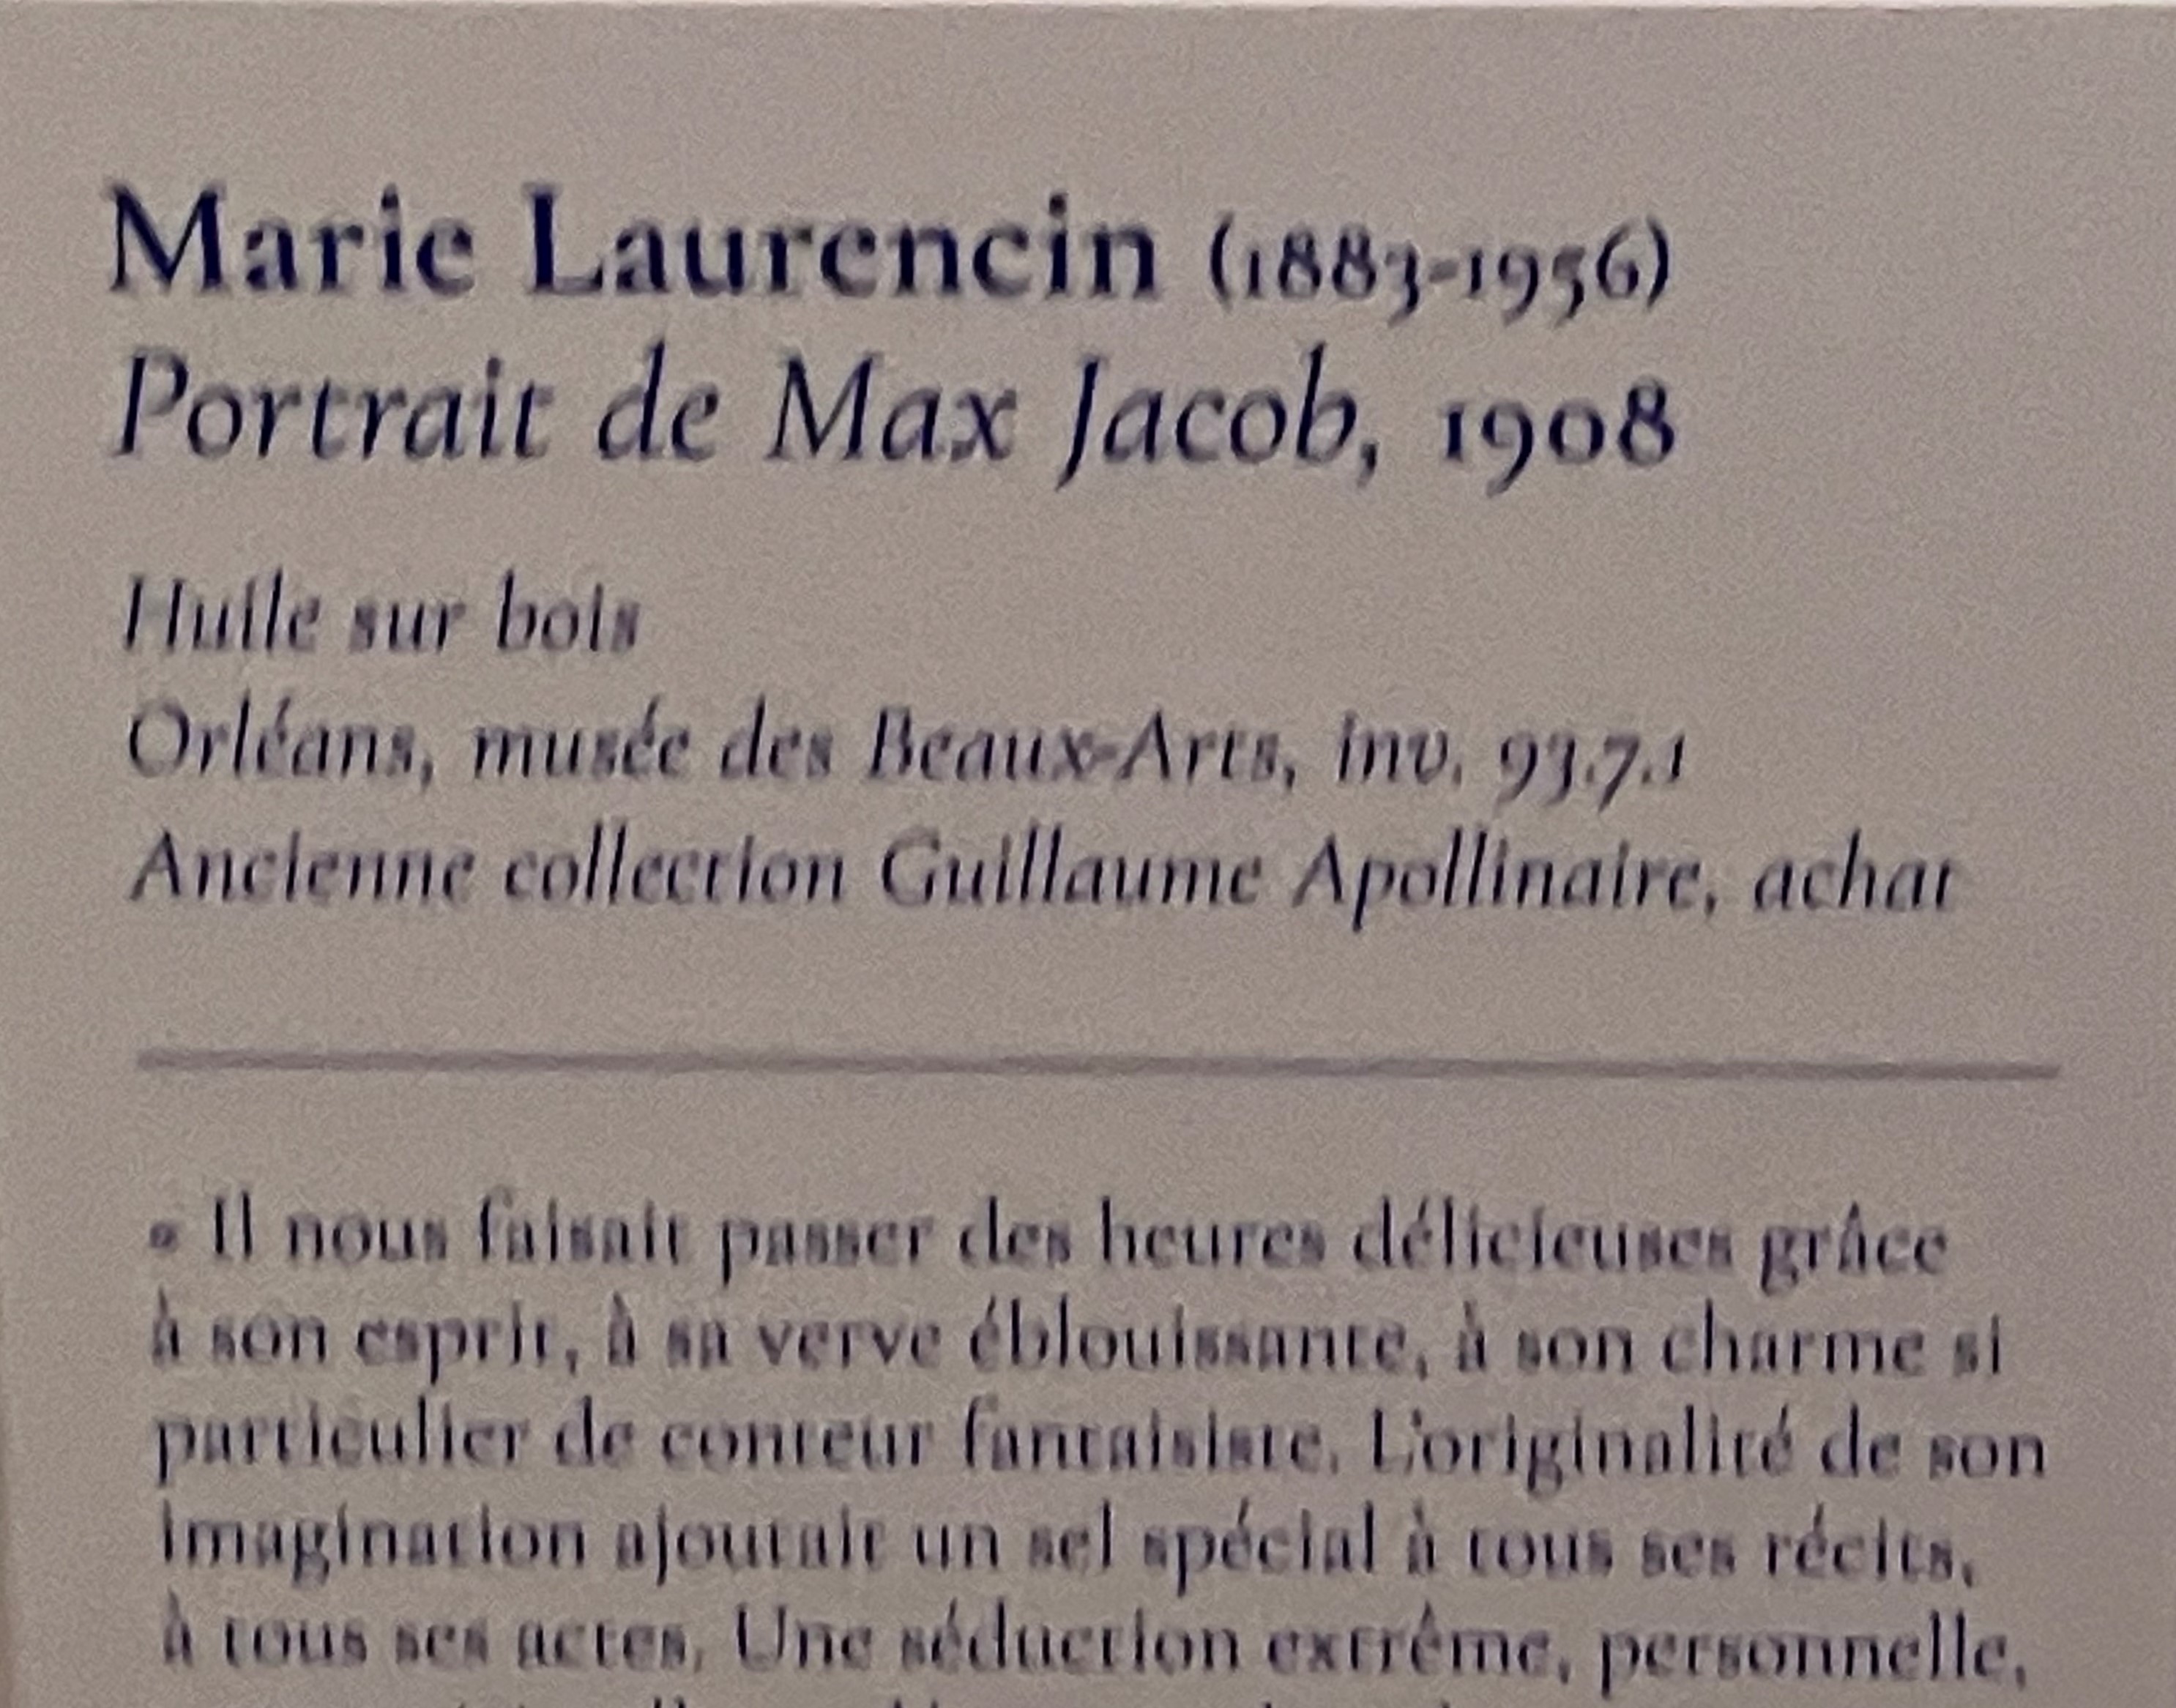 Marie Laurencin (1883-1956)
Portrait de Max Jacob, 1908
Huile sur bois
Orléans, musée des Beaux-Arts, inv. 93.7.1
Ancienne collection Guillaume Apollinaire, achat
« Il nous faisait passer des heures délicieuses grâce
à son esprit, à sa verve éblouissante, à son charme si
particulier de conteur fantaisiste. L'originalité de son
imagination ajoutait un sel spécial à tous ses récits,
à tous ses actes. Une séduction extrême, personnelle,